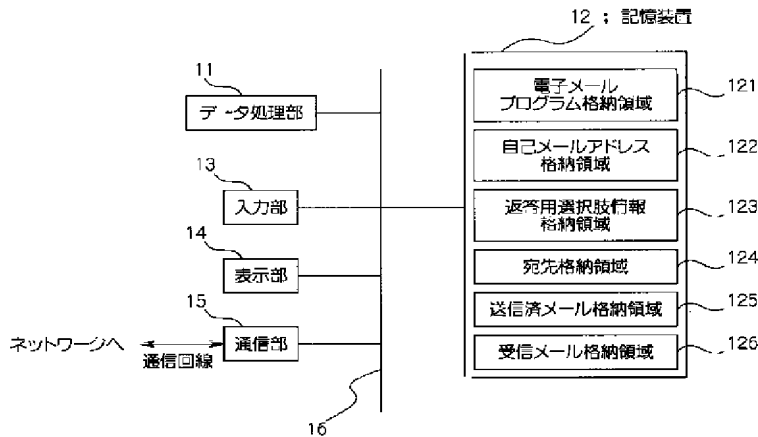 12 ; 記憶装置
11
データ処理部
13
入力部
14
表示部
15
通信部
ネットワークへ
通信回線
16
電子メール
プログラム格納領域
121
自己メールアドレス
格納領域
122
返答用選択肢情報
格納領域
123
宛先格納領域
124
送信済メール格納領域
125
受信メール格納領域
126